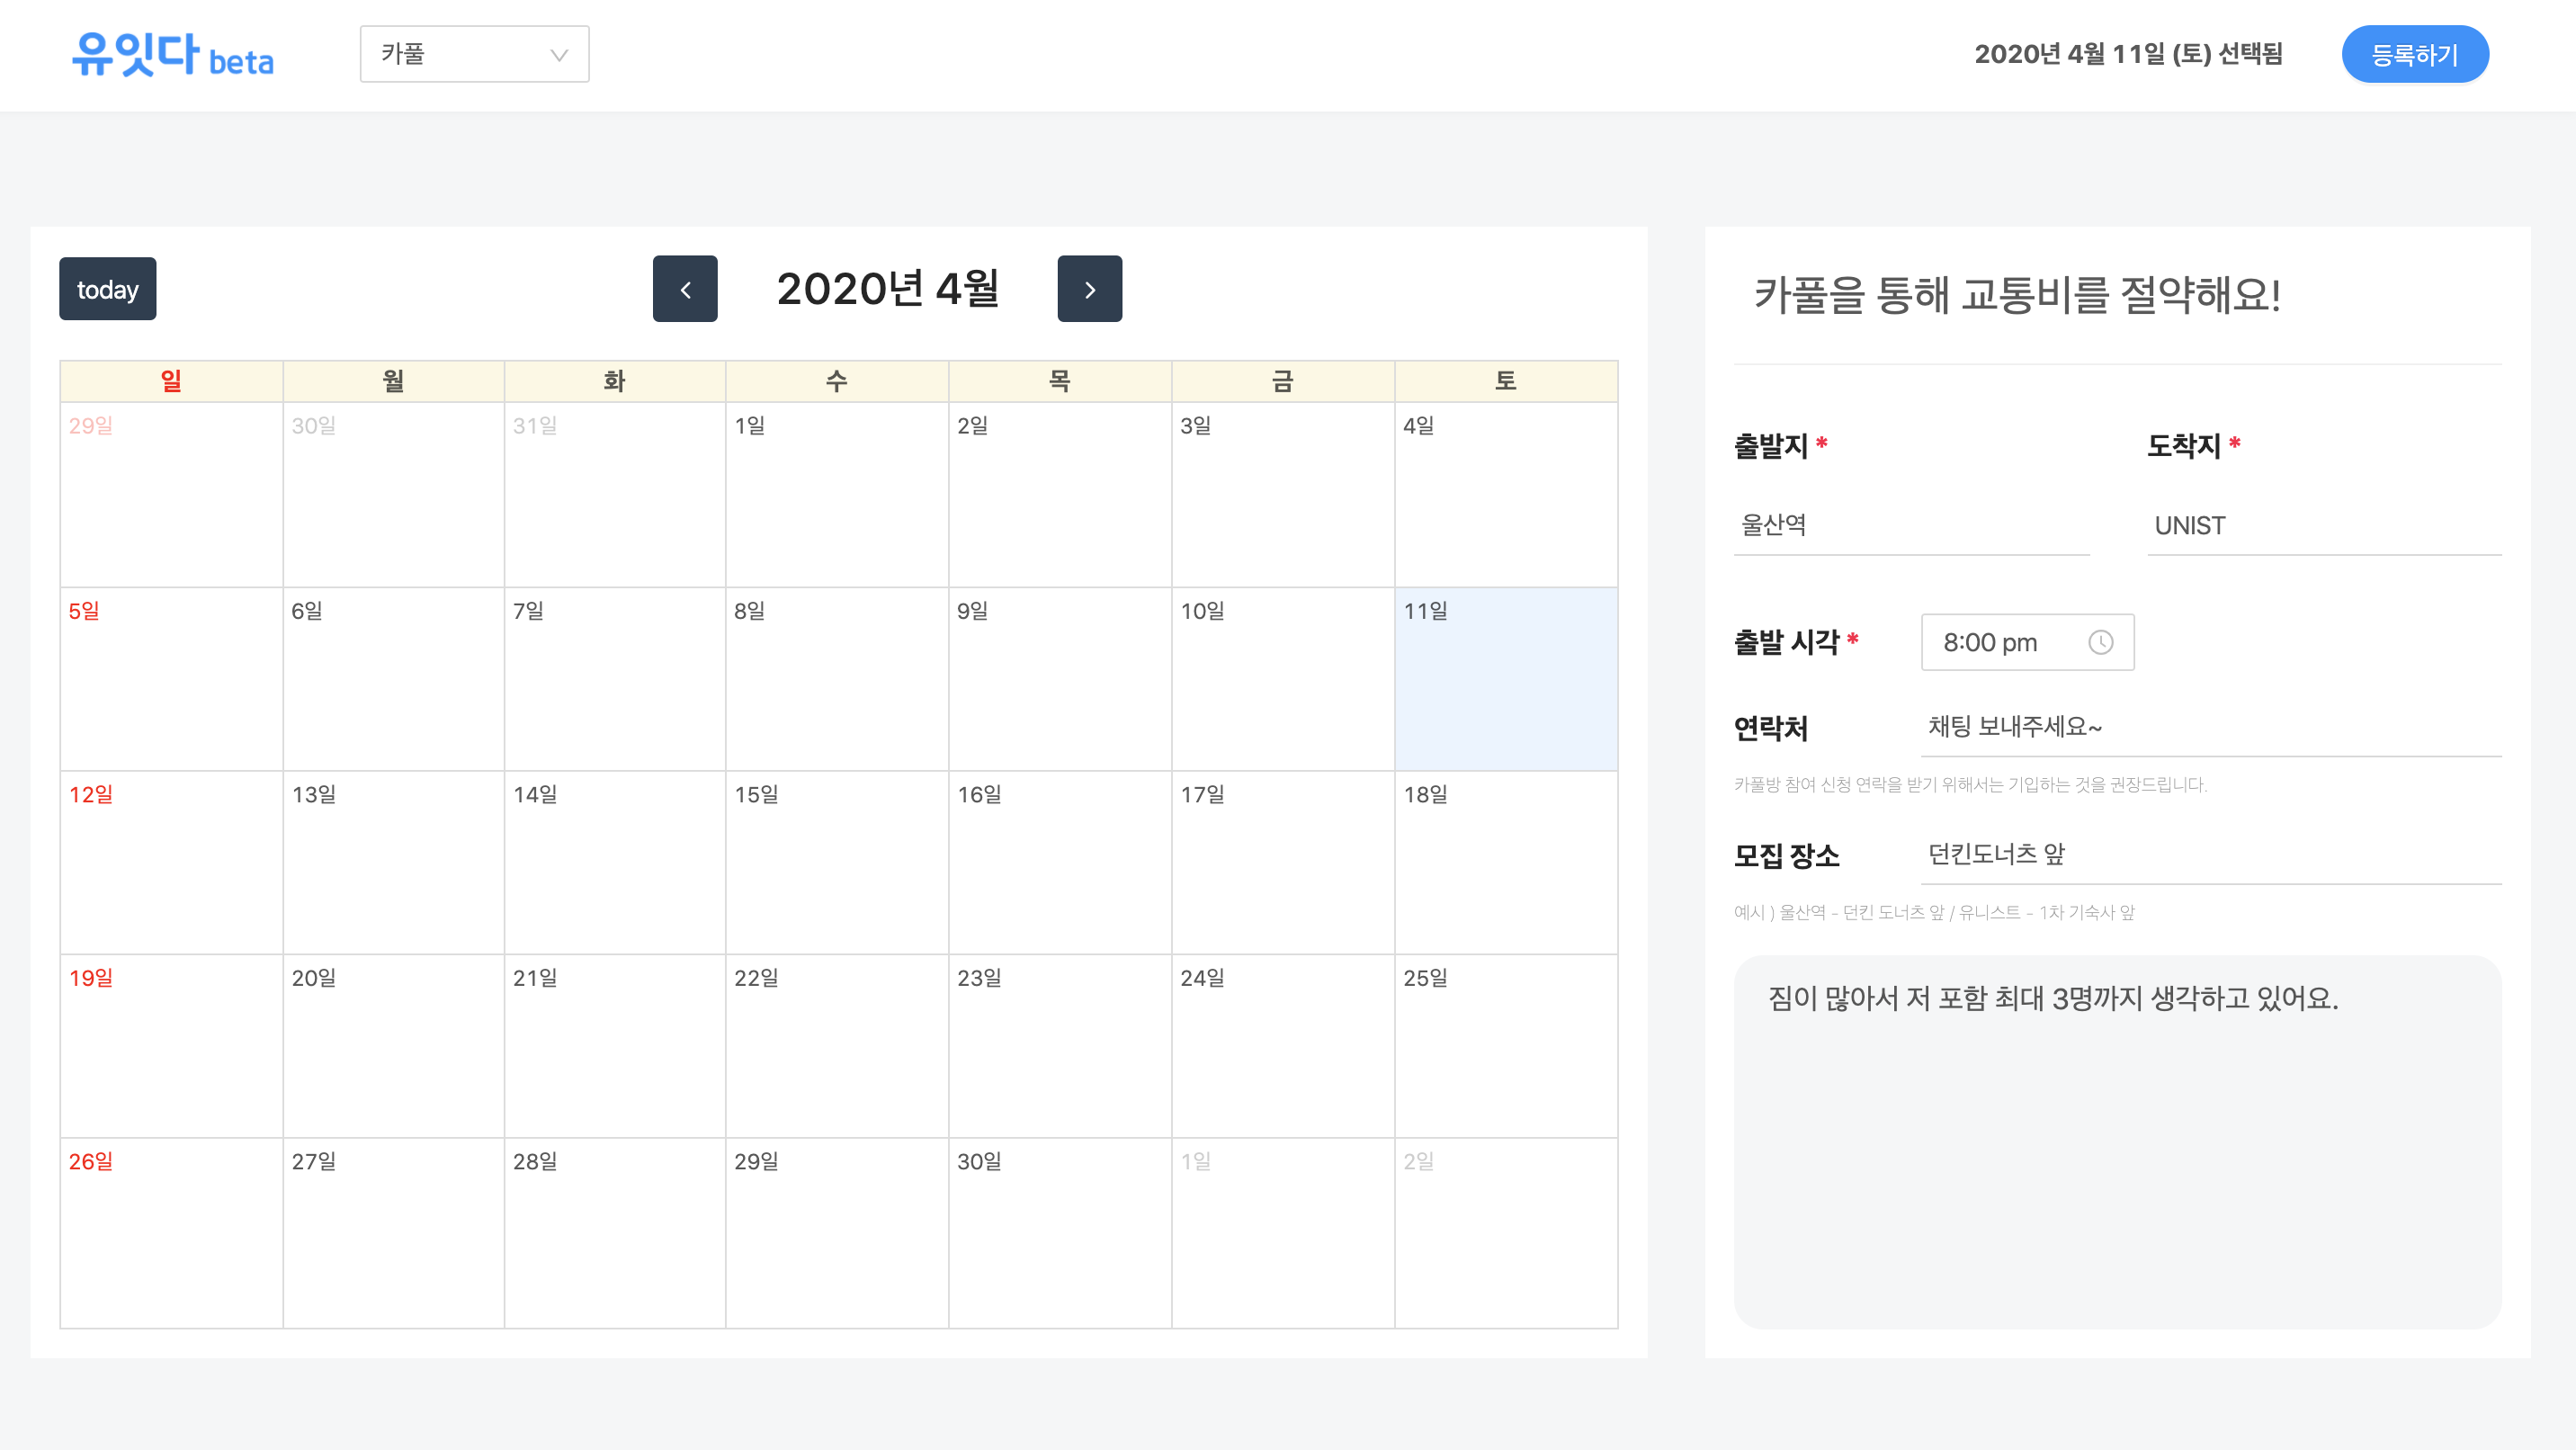 유잇다 beta
카풀
2020년 4월 11일 (토) 선택됨
등록하기
today
2020년 4월
일 월 화 수 목 금 토
29일 30일 31일 1일 2일 3일 4일
5일 6일 7일 8일 9일 10일 11일
12일 13일 14일 15일 16일 17일 18일
19일 20일 21일 22일 23일 24일 25일
26일 27일 28일 29일 30일 1일 2일
카풀을 통해 교통비를 절약해요!
출발지 * 도착지 *
울산역 UNIST
출발 시각 * 8:00 pm
연락처 채팅 보내주세요~
카풀방 참여 신청 연락을 받기 위해서는 기입하는 것을 권장드립니다.
모집 장소 던킨도너츠 앞
예시 ) 울산역 - 던킨 도너츠 앞 / 유니스트 - 1차 기숙사 앞
짐이 많아서 저 포함 최대 3명까지 생각하고 있어요.